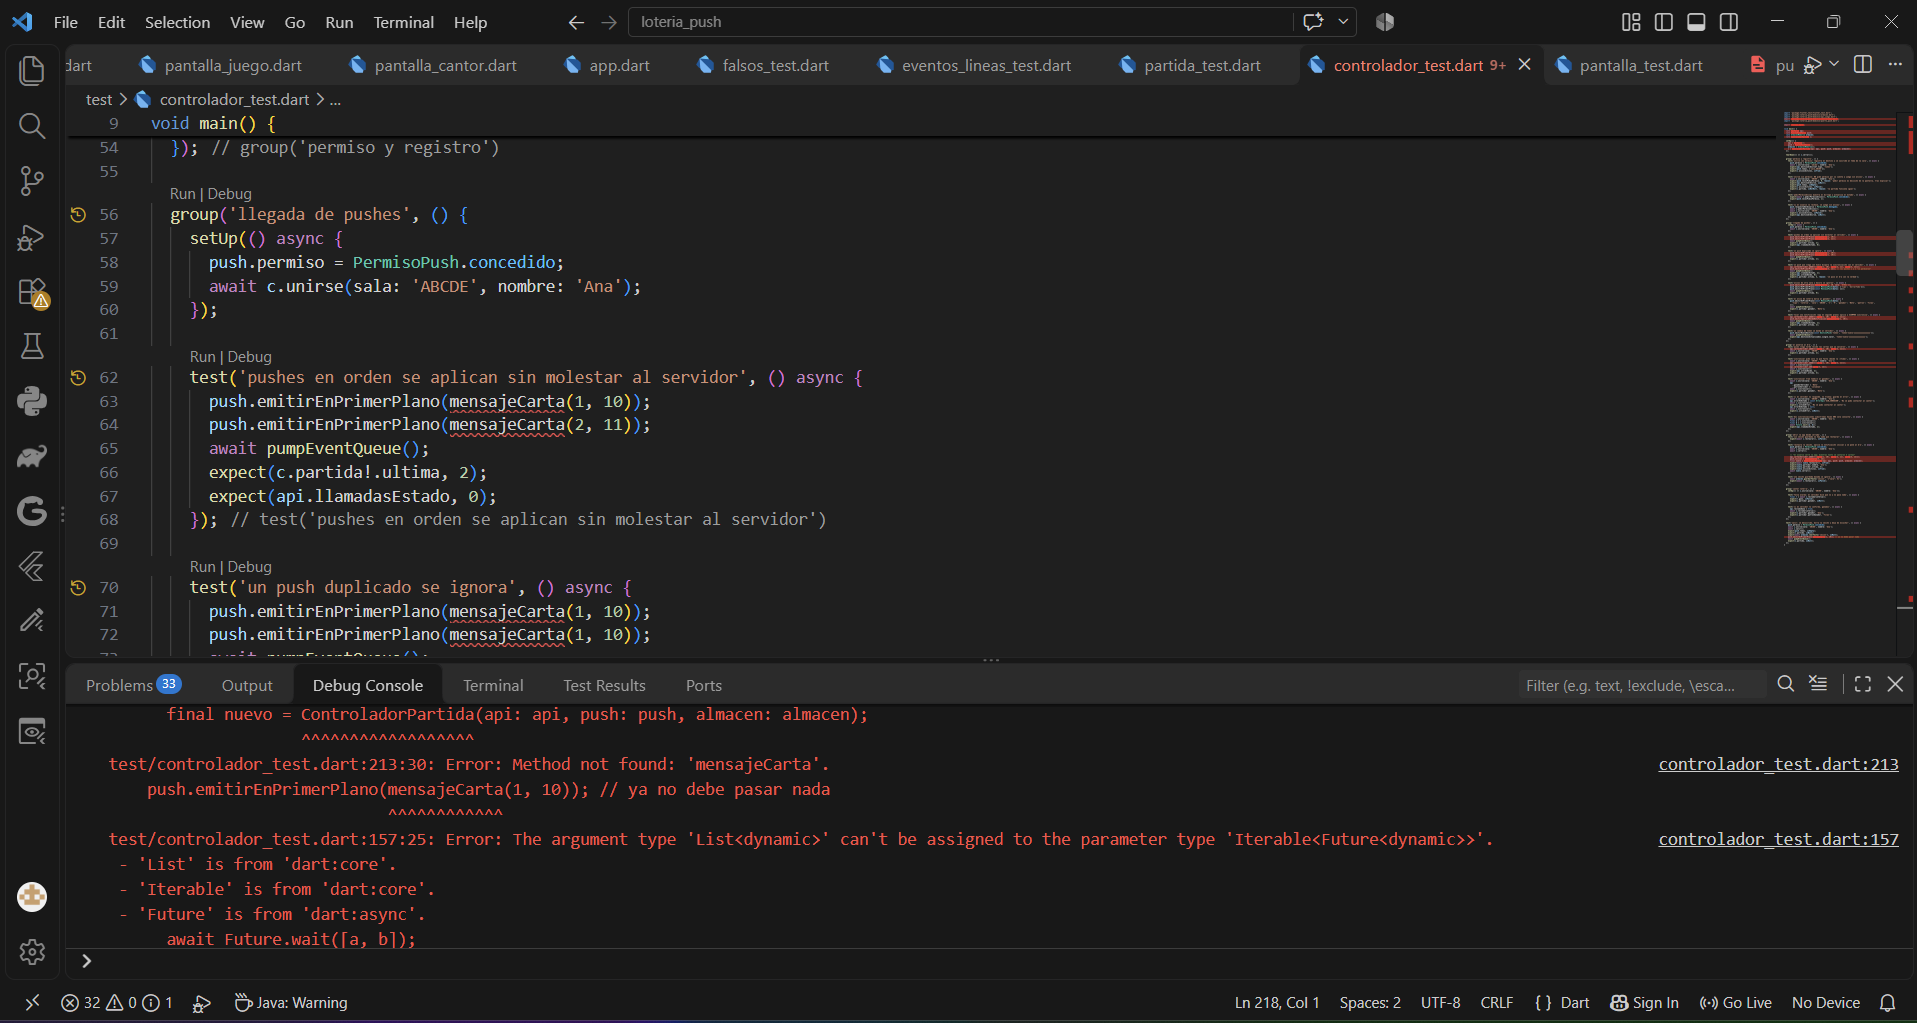 File Edit Selection View Go Run Terminal Help
loteria_push
dart
pantalla_juego.dart
pantalla_cantor.dart
app.dart
falsos_test.dart
eventos_lineas_test.dart
partida_test.dart
controlador_test.dart 9+
pantalla_test.dart
pu
test > controlador_test.dart > ...
9 void main() {
54 }); // group('permiso y registro')
55
Run | Debug
56 group('llegada de pushes', () {
57 setUp(() async {
58 push.permiso = PermisoPush.concedido;
59 await c.unirse(sala: 'ABCDE', nombre: 'Ana');
60 });
61
Run | Debug
62 test('pushes en orden se aplican sin molestar al servidor', () async {
63 push.emitirEnPrimerPlano(mensajeCarta(1, 10));
64 push.emitirEnPrimerPlano(mensajeCarta(2, 11));
65 await pumpEventQueue();
66 expect(c.partida!.ultima, 2);
67 expect(api.llamadasEstado, 0);
68 }); // test('pushes en orden se aplican sin molestar al servidor')
69
Run | Debug
70 test('un push duplicado se ignora', () async {
71 push.emitirEnPrimerPlano(mensajeCarta(1, 10));
72 push.emitirEnPrimerPlano(mensajeCarta(1, 10));
73 await pumpEventQueue();
Problems 33 Output Debug Console Terminal Test Results Ports
Filter (e.g. text, !exclude, \esca...
final nuevo = ControladorPartida(api: api, push: push, almacen: almacen);
^^^^^^^^^^^^^^^^^^
test/controlador_test.dart:213:30: Error: Method not found: 'mensajeCarta'.
controlador_test.dart:213
push.emitirEnPrimerPlano(mensajeCarta(1, 10)); // ya no debe pasar nada
^^^^^^^^^^^^
test/controlador_test.dart:157:25: Error: The argument type 'List<dynamic>' can't be assigned to the parameter type 'Iterable<Future<dynamic>>'.
controlador_test.dart:157
- 'List' is from 'dart:core'.
- 'Iterable' is from 'dart:core'.
- 'Future' is from 'dart:async'.
await Future.wait([a, b]);
>
32 0 1 Java: Warning
Ln 218, Col 1 Spaces: 2 UTF-8 CRLF { } Dart Sign In Go Live No Device